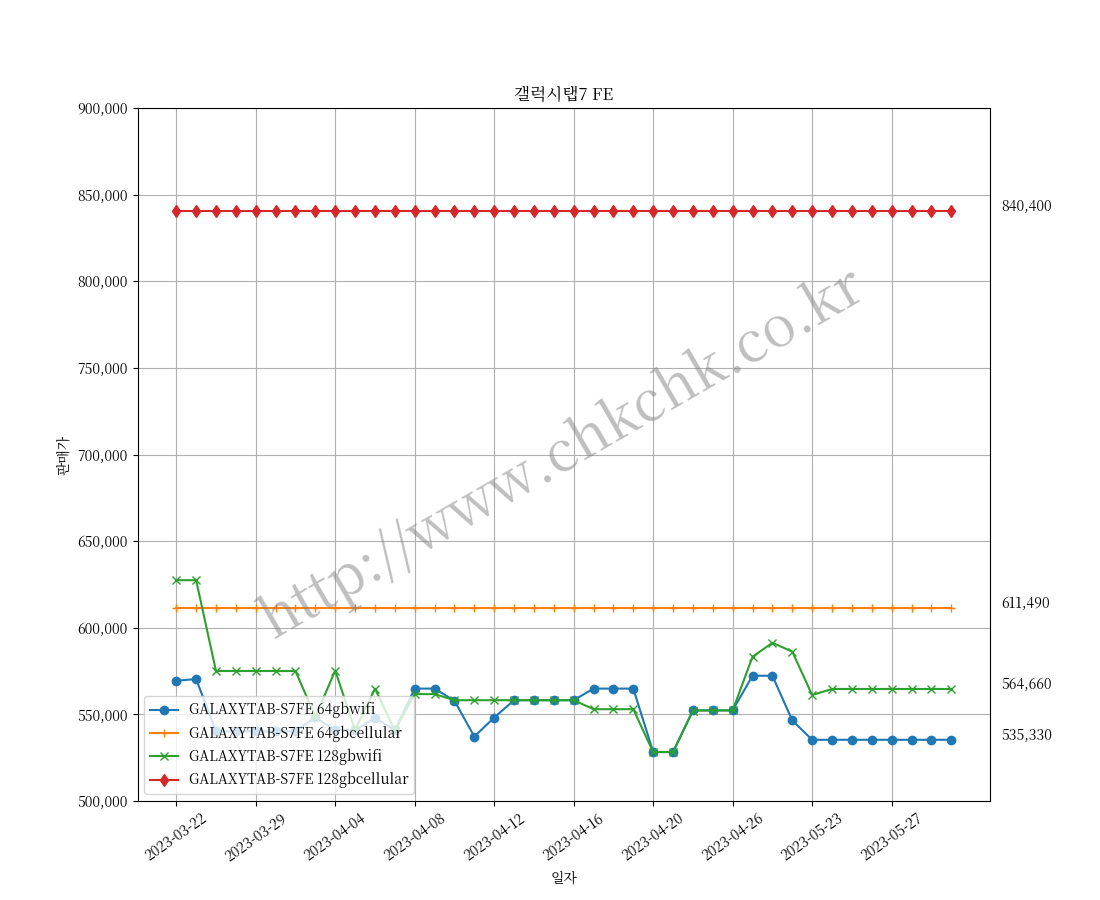 갤럭시탭7 FE
900,000
850,000
800,000
750,000
700,000
650,000
600,000
550,000
500,000
판매가
840,400
611,490
564,660
535,330
http://www.chkchk.co.kr
GALAXYTAB-S7FE 64gbwifi
GALAXYTAB-S7FE 64gbcellular
GALAXYTAB-S7FE 128gbwifi
GALAXYTAB-S7FE 128gbcellular
2023-03-22
2023-03-29
2023-04-04
2023-04-08
2023-04-12
2023-04-16
2023-04-20
2023-04-26
2023-05-23
2023-05-27
일자